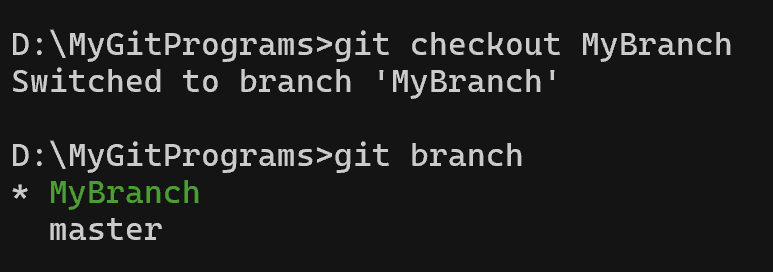 D:\MyGitPrograms>git checkout MyBranch
Switched to branch 'MyBranch'
D:\MyGitPrograms>git branch
* MyBranch
master